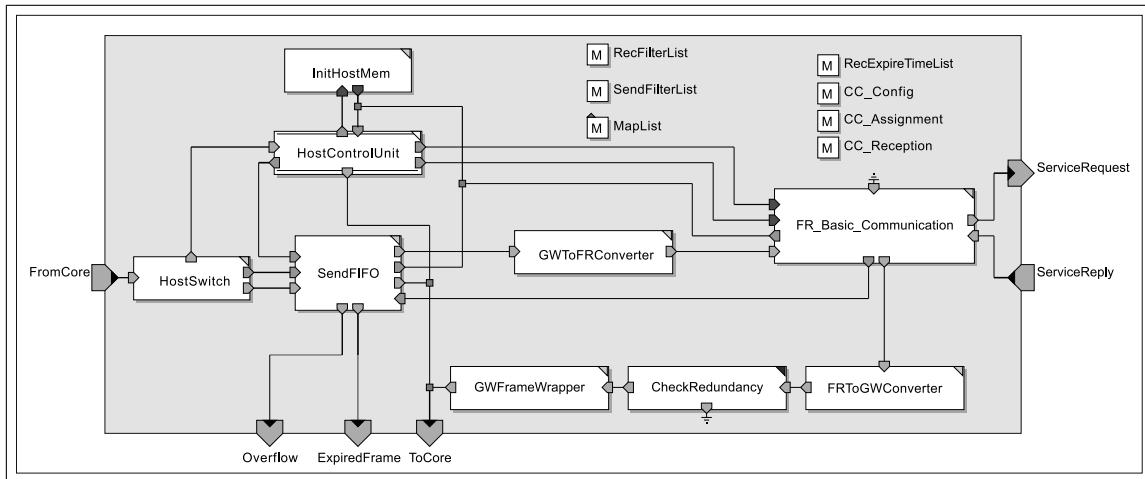 InitHostMem
M RecFilterList
M SendFilterList
M MapList
M RecExpireTimeList
M CC_Config
M CC_Assignment
M CC_Reception
HostControlUnit
ServiceRequest
FR_Basic_Communication
FromCore
HostSwitch
SendFIFO
GWToFRConverter
ServiceReply
GWFrameWrapper
CheckRedundancy
FRToGWConverter
Overflow
ExpiredFrame
ToCore